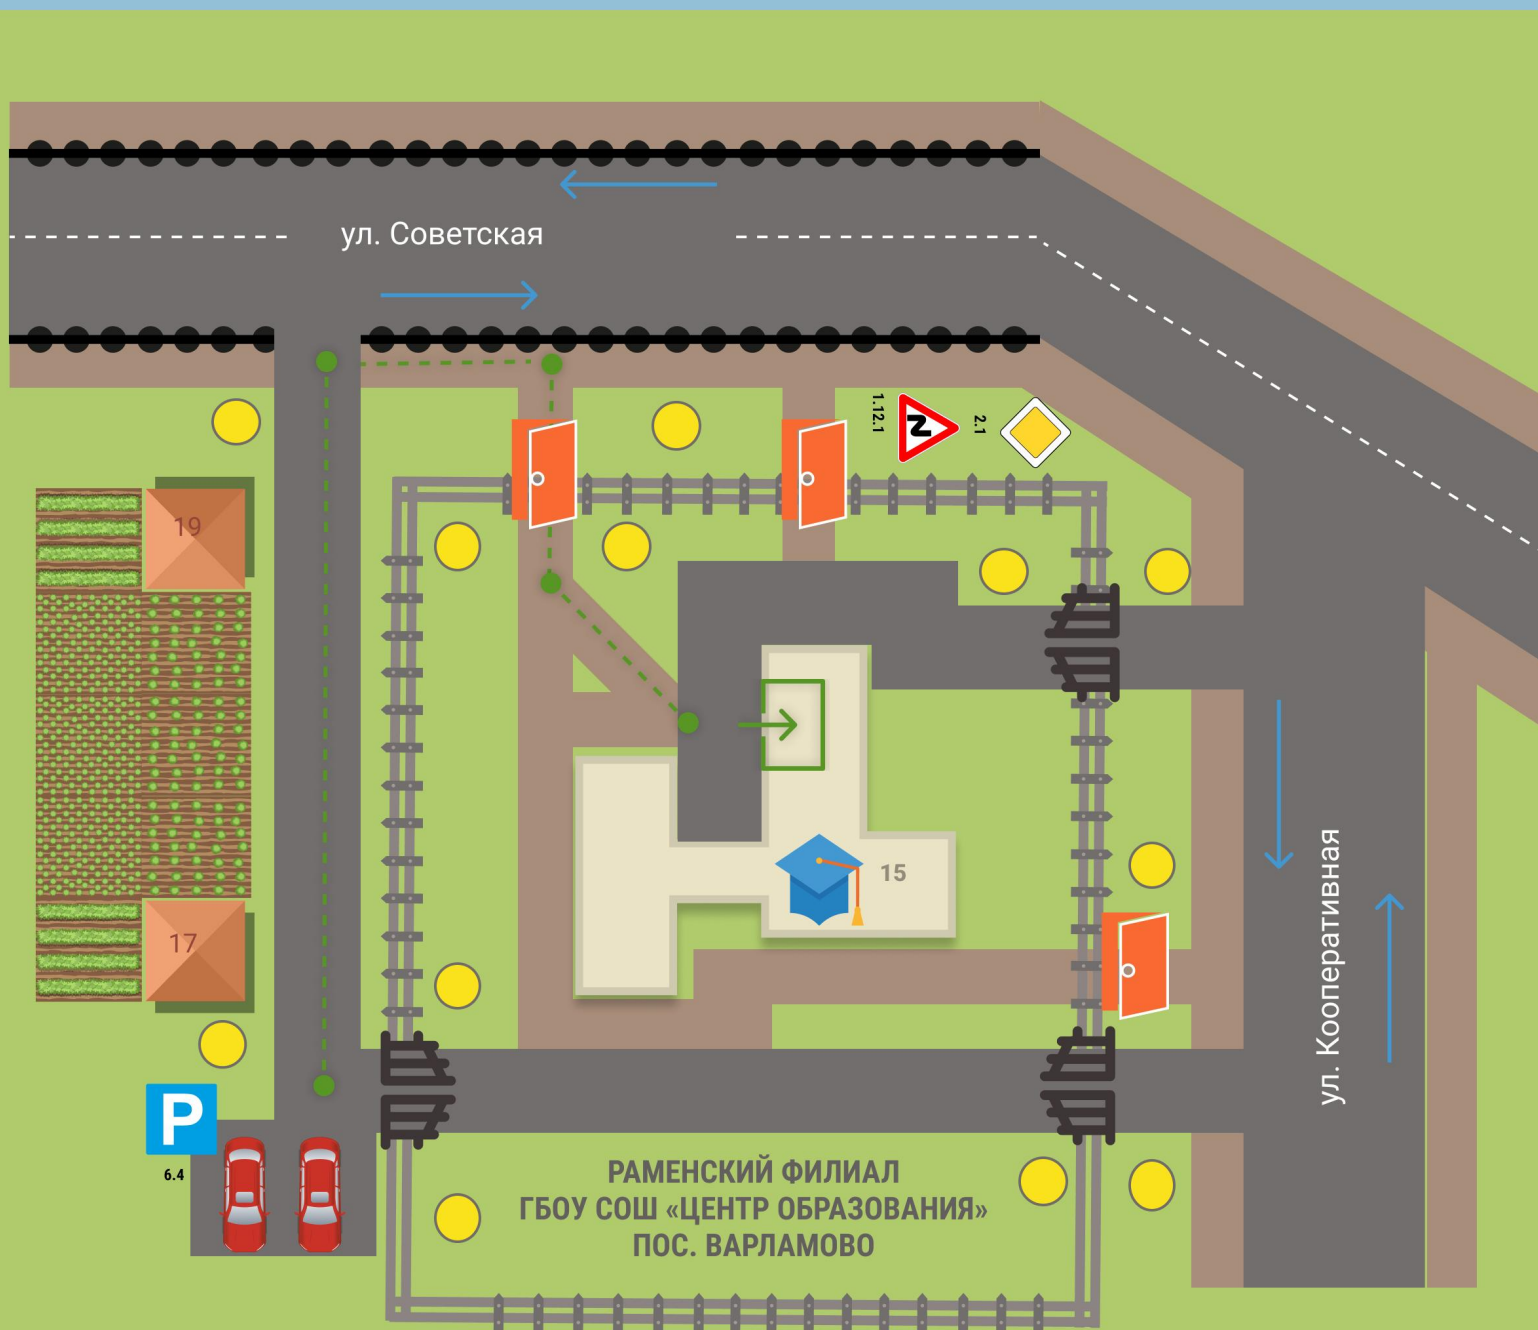 ул. Советская
1.12.1
2.1
19
15
17
ул. Кооперативная
P
6.4
РАМЕНСКИЙ ФИЛИАЛ
ГБОУ СОШ «ЦЕНТР ОБРАЗОВАНИЯ»
ПОС. ВАРЛАМОВО